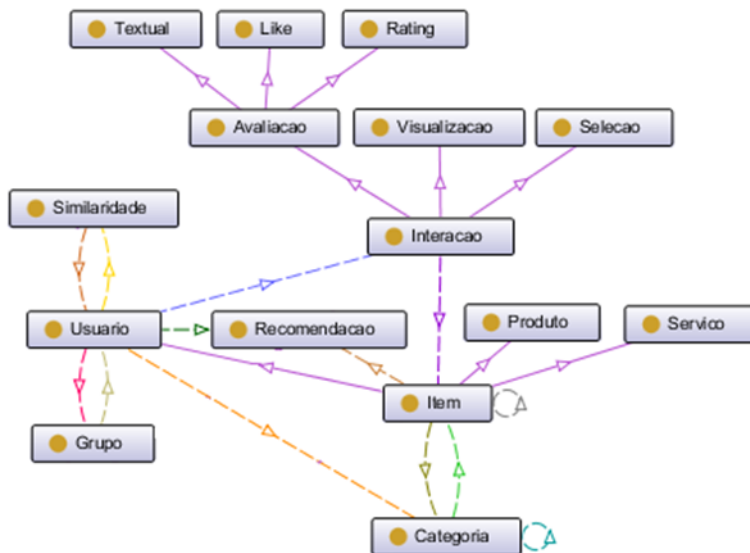 Textual
Like
Rating
Avaliacao
Visualizacao
Selecao
Similaridade
Interacao
Usuario
Recomendacao
Produto
Servico
Item
Grupo
Categoria